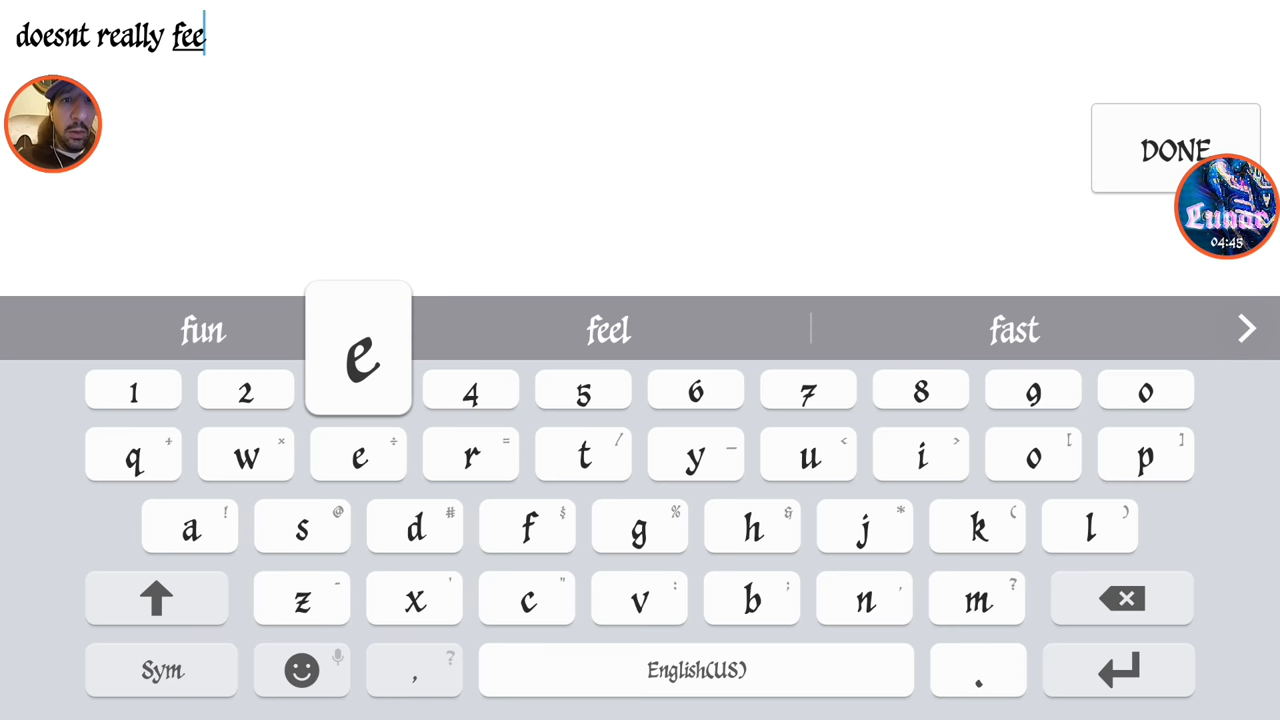 doesnt really fee
DONE
Lunar
04:45
fun feel fast
e
1 2 4 5 6 7 8 9 0
q + w × e ÷ r = t / y _ u < i > o [ p ]
a ! s @ d # f $ g % h & j * k ( l )
z - x ' c " v : b ; n , m ?
Sym , ? English(US) .